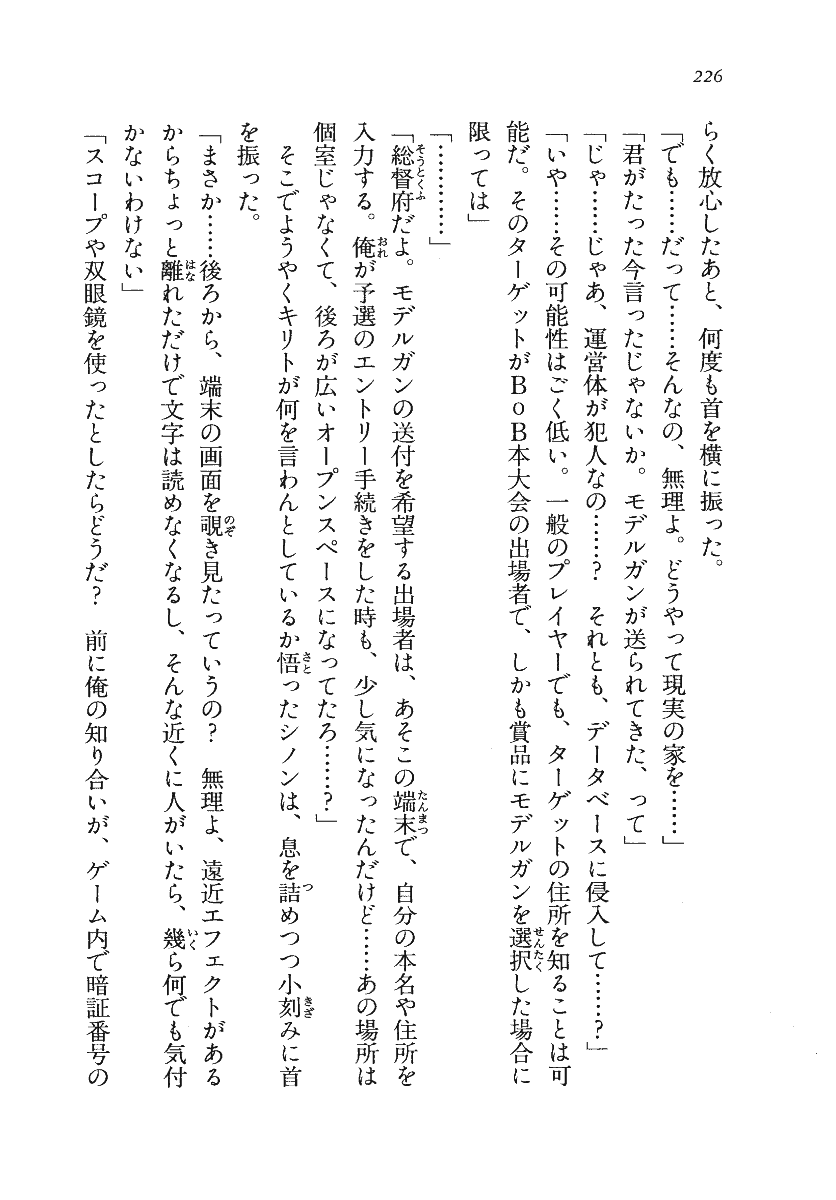 226
らく放心したあと、何度も首を横に振った。
「でも……だって……そんなの、無理よ。どうやって現実の家を……」
「君がたった今言ったじゃないか。モデルガンが送られてきた、って」
「じゃ……じゃあ、運営体が犯人なの……？　それとも、データベースに侵入して……？」
「いや……その可能性はごく低い。一般のプレイヤーでも、ターゲットの住所を知ることは可
能だ。そのターゲットがＢｏＢ本大会の出場者で、しかも賞品にモデルガンを選択した場合に
限っては」
「…………」
「総督府だよ。モデルガンの送付を希望する出場者は、あそこの端末で、自分の本名や住所を
入力する。俺が予選のエントリー手続きをした時も、少し気になったんだけど……あの場所は
個室じゃなくて、後ろが広いオープンスペースになってたろ……？」
　そこでようやくキリトが何を言わんとしているか悟ったシノンは、息を詰めつつ小刻みに首
を振った。
「まさか……後ろから、端末の画面を覗き見たっていうの？　無理よ、遠近エフェクトがある
からちょっと離れただけで文字は読めなくなるし、そんな近くに人がいたら、幾ら何でも気付
かないわけない」
「スコープや双眼鏡を使ったとしたらどうだ？　前に俺の知り合いが、ゲーム内で暗証番号の